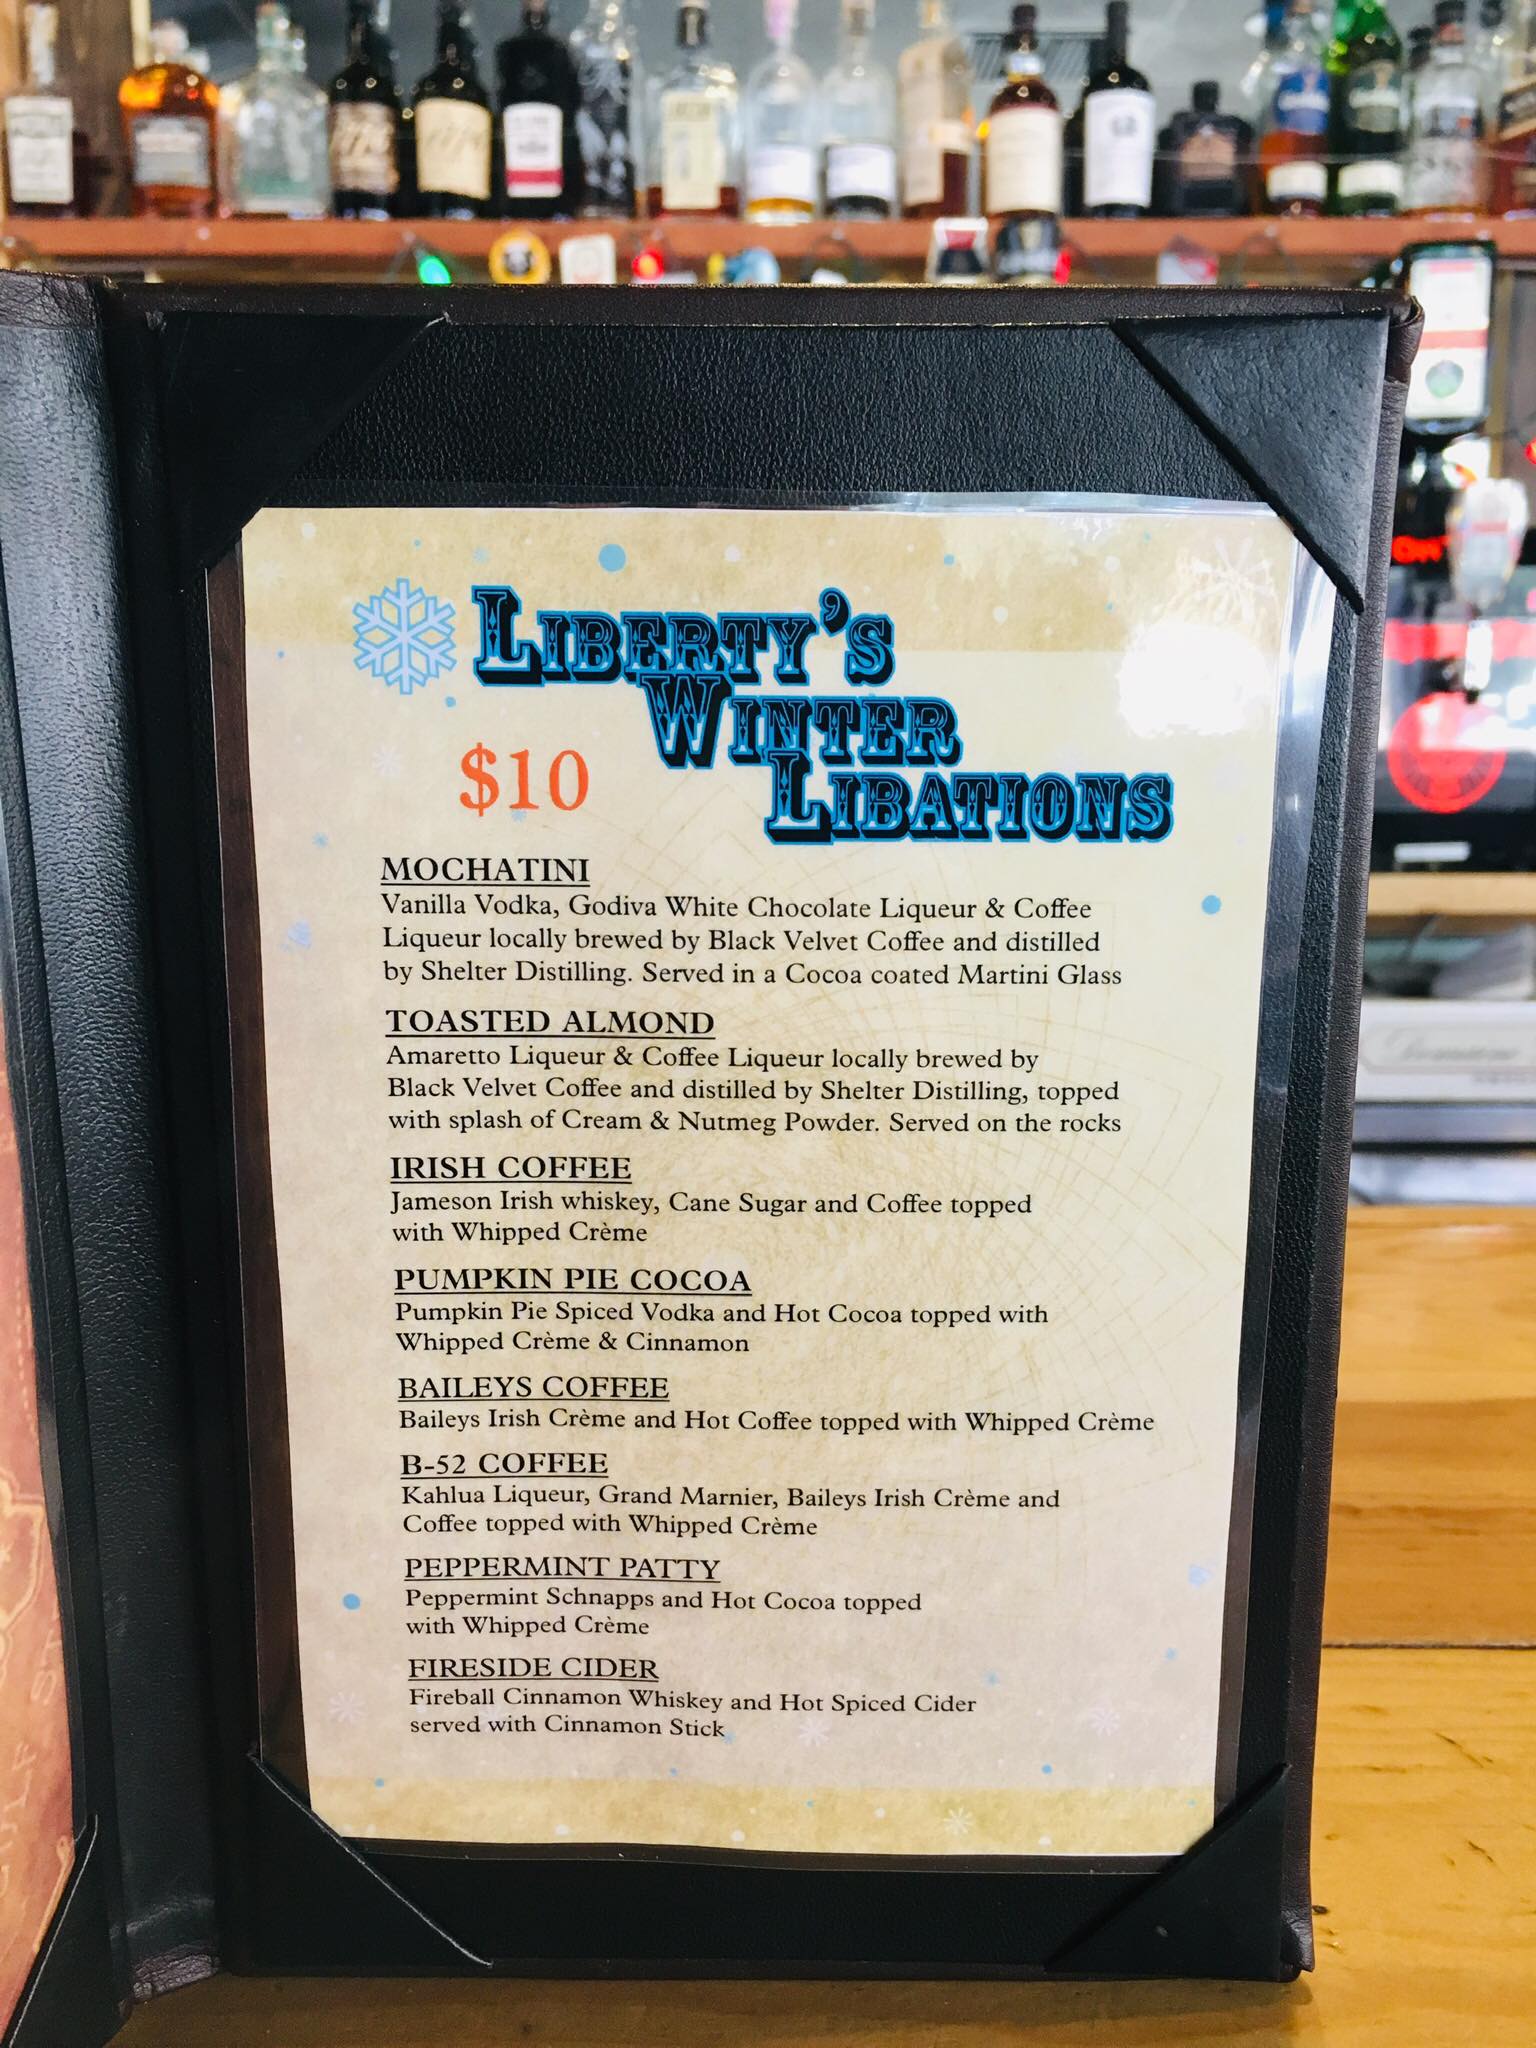 LIBERTY'S
WINTER
$10
LIBATIONS
MOCHATINI
Vanilla Vodka, Godiva White Chocolate Liqueur & Coffee
Liqueur locally brewed by Black Velvet Coffee and distilled
by Shelter Distilling. Served in a Cocoa coated Martini Glass
TOASTED ALMOND
Amaretto Liqueur & Coffee Liqueur locally brewed by
Black Velvet Coffee and distilled by Shelter Distilling, topped
with splash of Cream & Nutmeg Powder. Served on the rocks
IRISH COFFEE
Jameson Irish whiskey, Cane Sugar and Coffee topped
with Whipped Crème
PUMPKIN PIE COCOA
Pumpkin Pie Spiced Vodka and Hot Cocoa topped with
Whipped Crème & Cinnamon
BAILEYS COFFEE
Baileys Irish Crème and Hot Coffee topped with Whipped Crème
B-52 COFFEE
Kahlua Liqueur, Grand Marnier, Baileys Irish Crème and
Coffee topped with Whipped Crème
PEPPERMINT PATTY
Peppermint Schnapps and Hot Cocoa topped
with Whipped Crème
FIRESIDE CIDER
Fireball Cinnamon Whiskey and Hot Spiced Cider
served with Cinnamon Stick